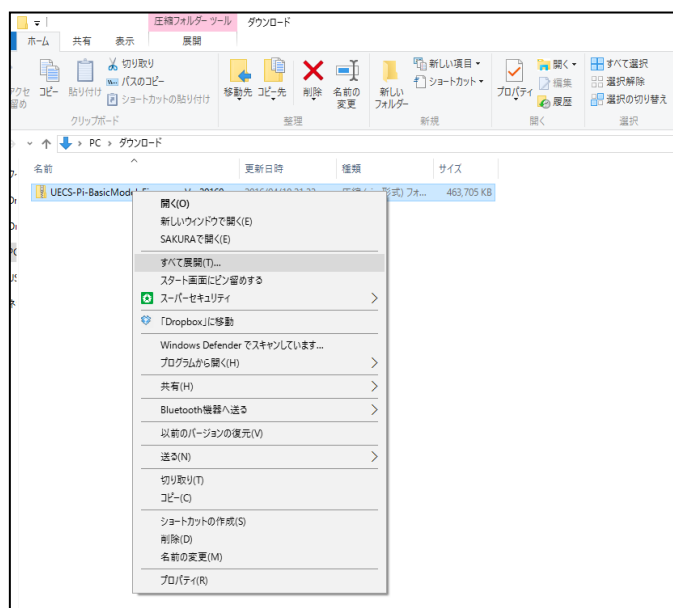 圧縮フォルダー ツール ダウンロード
ホーム 共有 表示 展開
コピー 貼り付け 切り取り
パスのコピー
ショートカットの貼り付け
クリップボード
移動先 コピー先 削除 名前の
変更
整理
新しい
フォルダー
新しい項目
ショートカット
新規
プロパティ
開く
編集
履歴
開く
すべて選択
選択解除
選択の切り替え
選択
PC ダウンロード
名前 更新日時 種類 サイズ
463,705 KB
開く(O)
新しいウィンドウで開く(E)
SAKURAで開く(E)
すべて展開(T)...
スタート画面にピン留めする
スーパーセキュリティ
「Dropbox」に移動
Windows Defender でスキャンしています...
プログラムから開く(H)
共有(H)
Bluetooth機器へ送る
以前のバージョンの復元(V)
送る(N)
切り取り(T)
コピー(C)
ショートカットの作成(S)
削除(D)
名前の変更(M)
プロパティ(R)